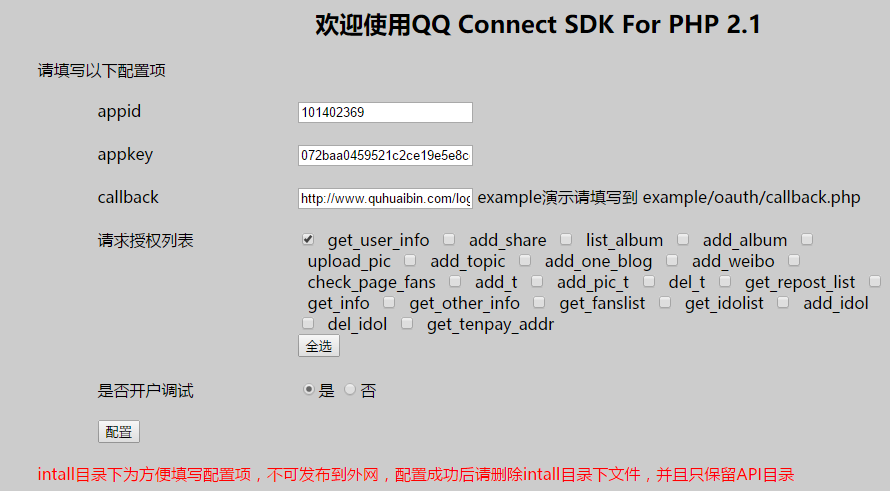 欢迎使用QQ Connect SDK For PHP 2.1
请填写以下配置项
appid 101402369
appkey 072baa0459521c2ce19e5e8c
callback http://www.quhuaibin.com/log example演示请填写到 example/oauth/callback.php
请求授权列表 get_user_info add_share list_album add_album
upload_pic add_topic add_one_blog add_weibo
check_page_fans add_t add_pic_t del_t get_repost_list
get_info get_other_info get_fanslist get_idolist add_idol
del_idol get_tenpay_addr
全选
是否开户调试 是 否
配置
intall目录下为方便填写配置项，不可发布到外网，配置成功后请删除intall目录下文件，并且只保留API目录